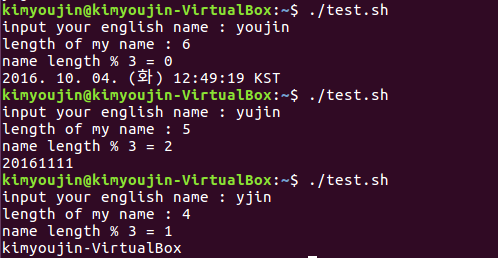 kimyoujin@kimyoujin-VirtualBox:~$ ./test.sh
input your english name : youjin
length of my name : 6
name length % 3 = 0
2016. 10. 04. (화) 12:49:19 KST
kimyoujin@kimyoujin-VirtualBox:~$ ./test.sh
input your english name : yujin
length of my name : 5
name length % 3 = 2
20161111
kimyoujin@kimyoujin-VirtualBox:~$ ./test.sh
input your english name : yjin
length of my name : 4
name length % 3 = 1
kimyoujin-VirtualBox